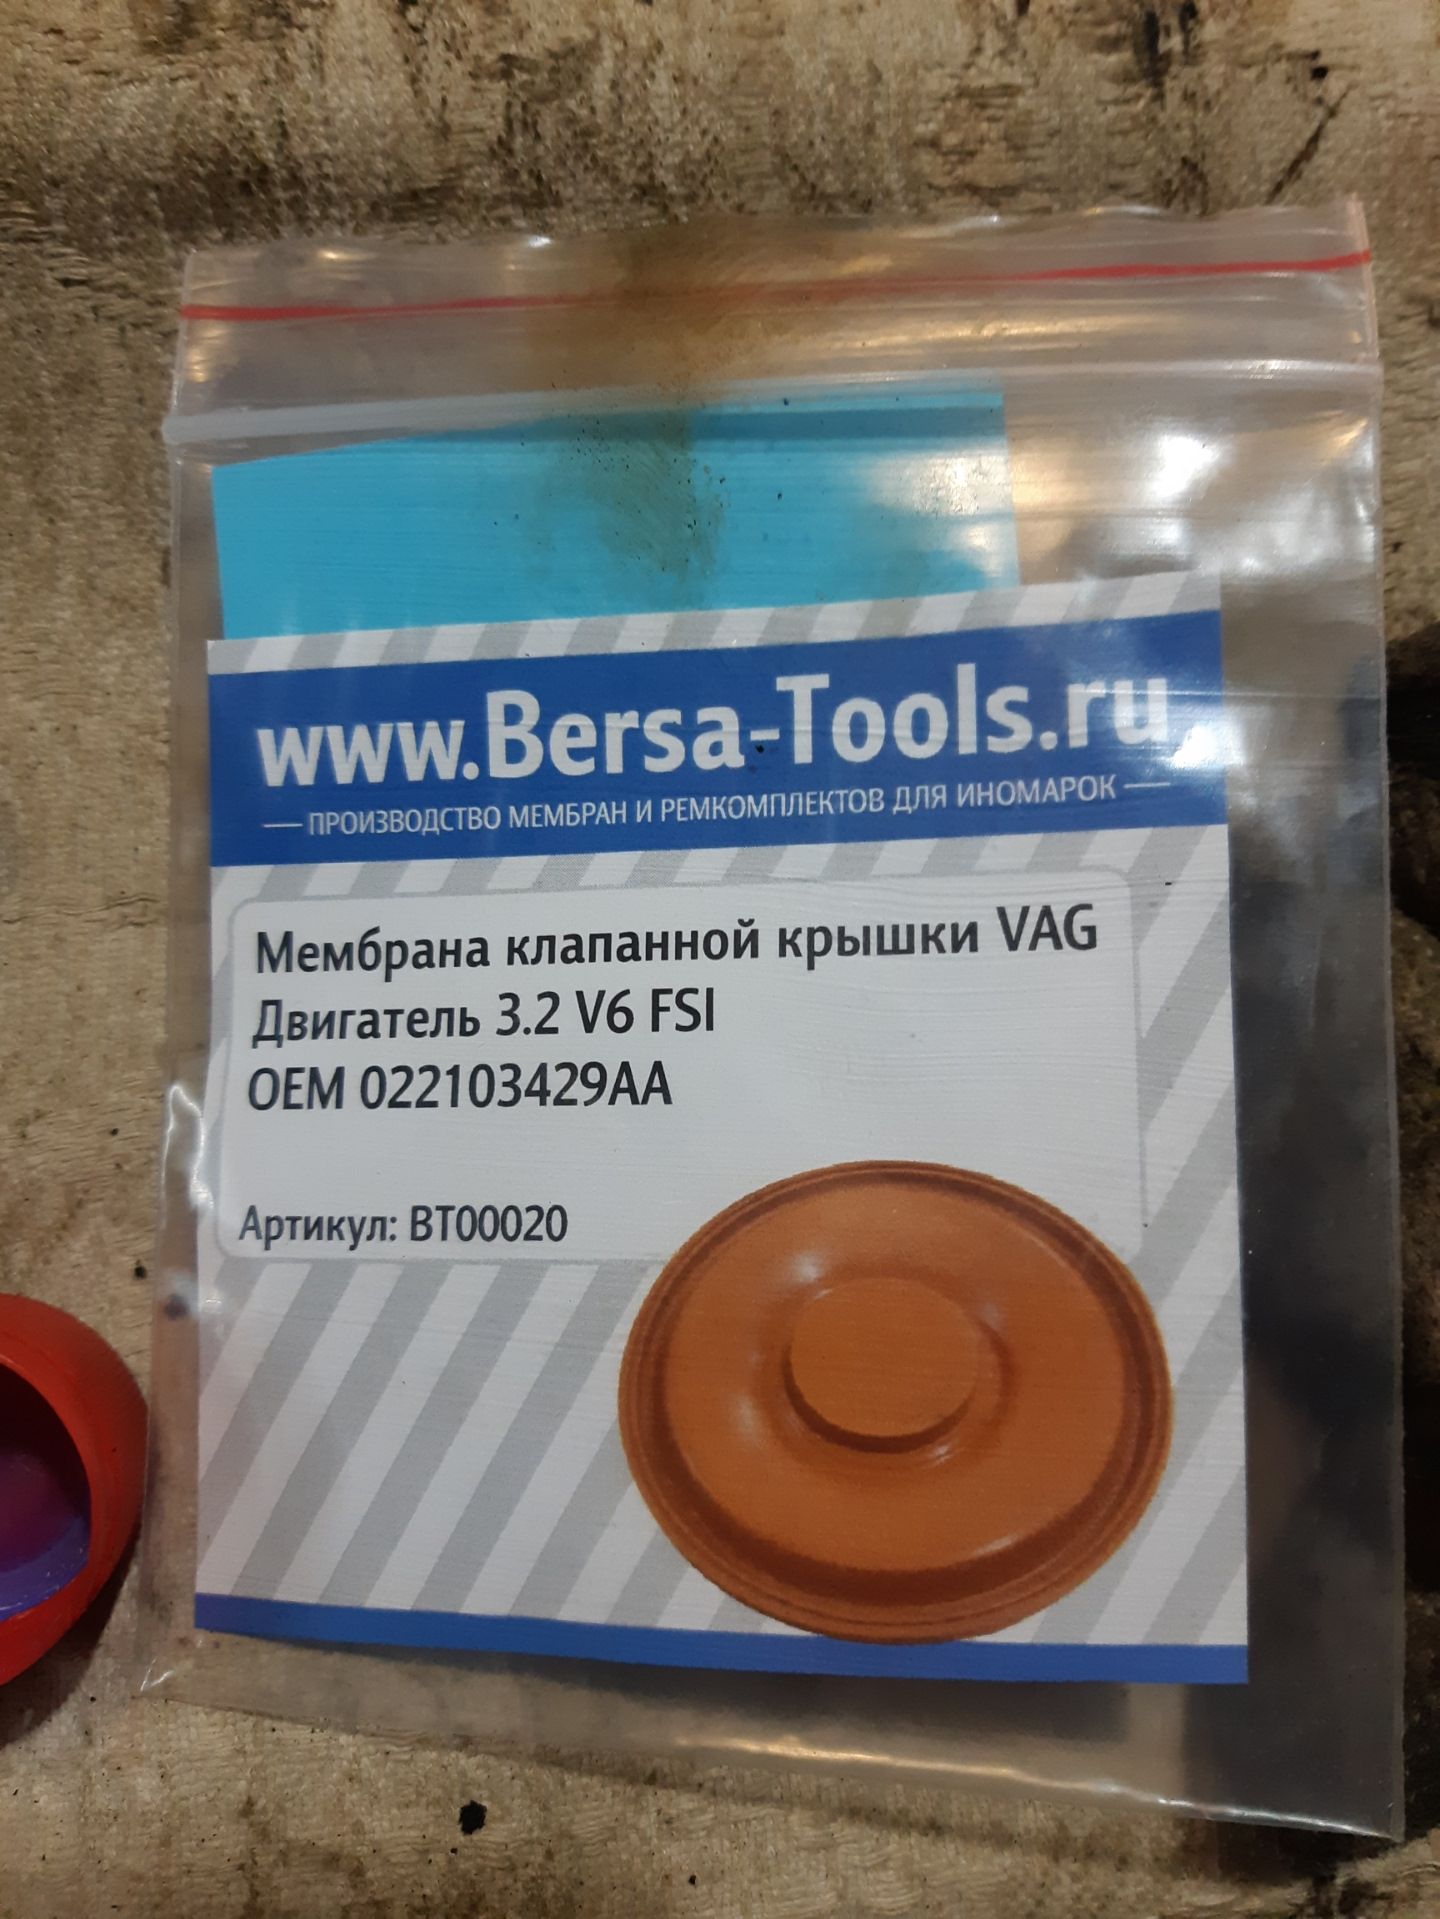 www.Bersa-Tools.ru
— ПРОИЗВОДСТВО МЕМБРАН И РЕМКОМПЛЕКТОВ ДЛЯ ИНОМАРОК —
Мембрана клапанной крышки VAG
Двигатель 3.2 V6 FSI
OEM 022103429AA
Артикул: BT00020